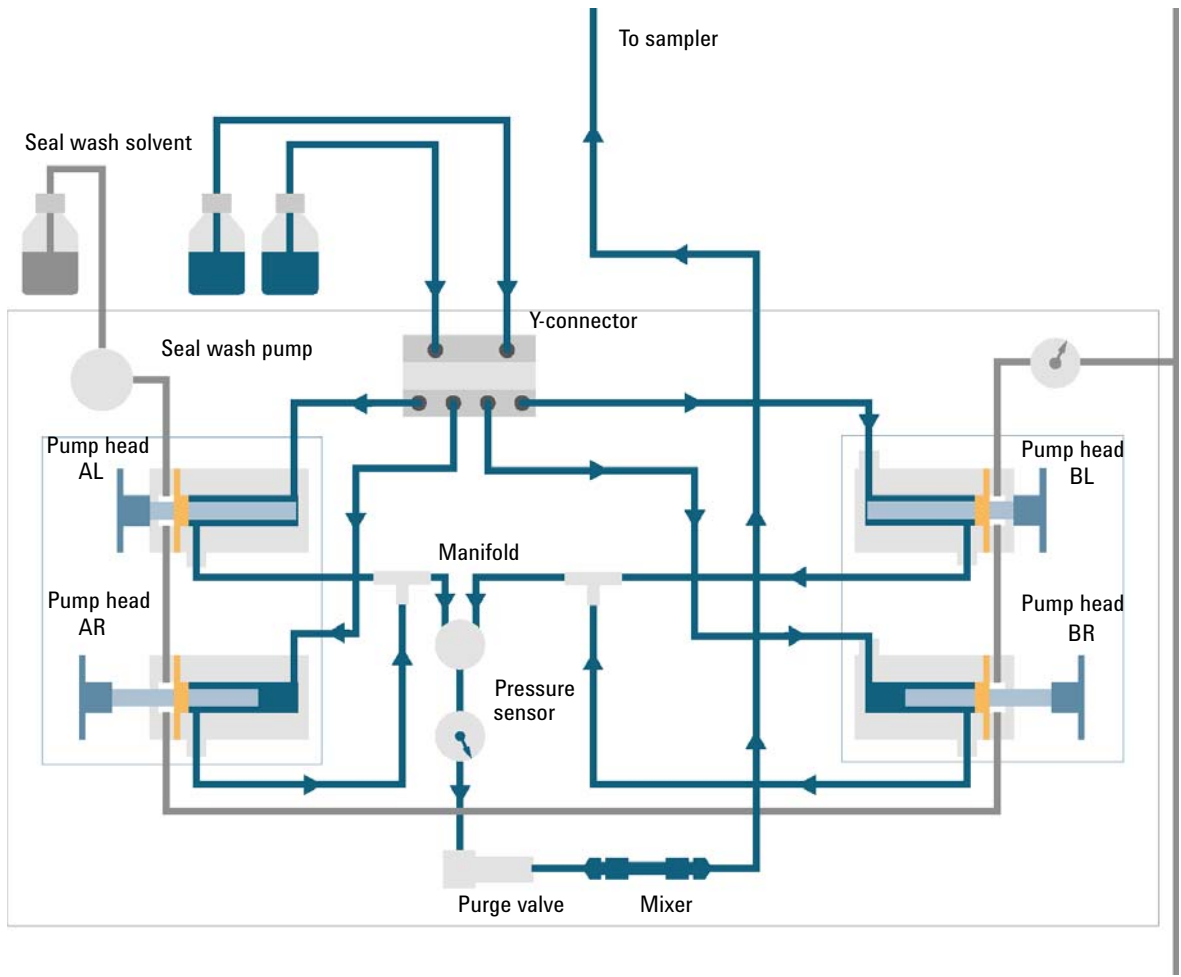 To sampler
Seal wash solvent
Y-connector
Seal wash pump
Pump head
AL
Pump head
BL
Manifold
Pump head
AR
Pump head
BR
Pressure
sensor
Purge valve
Mixer